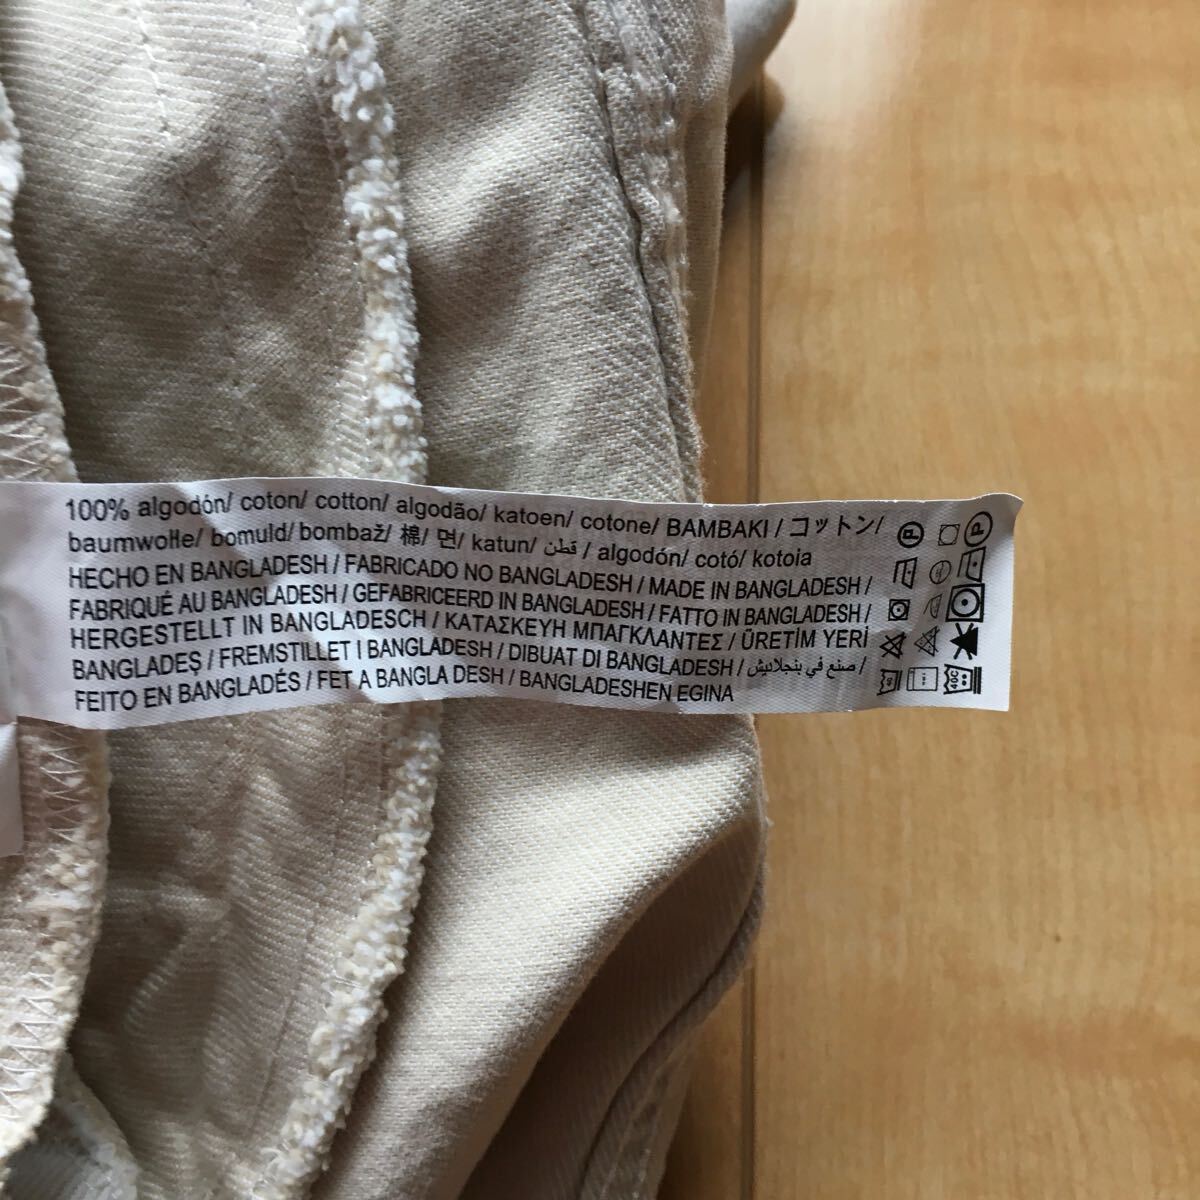 100% algodón/ coton/ cotton/ algodão/ katoen/ cotone/ BAMBAKI / コットン/
baumwolle/ bomuld/ bombaž/ 棉/ 면/ katun/ قطن / algodón/ cotó/ kotoia
HECHO EN BANGLADESH / FABRICADO NO BANGLADESH / MADE IN BANGLADESH /
FABRIQUÉ AU BANGLADESH / GEFABRICEERD IN BANGLADESH / FATTO IN BANGLADESH /
HERGESTELLT IN BANGLADESCH / ΚΑΤΑΣΚΕΥΗ ΜΠΑΓΚΛΑΝΤΕΣ / ÜRETİM YERİ
BANGLADEŞ / FREMSTILLET I BANGLADESH / DIBUAT DI BANGLADESH / صنع في بنجلاديش /
FEITO EN BANGLADÉS / FET A BANGLA DESH / BANGLADESHEN EGINA
P
P
40C